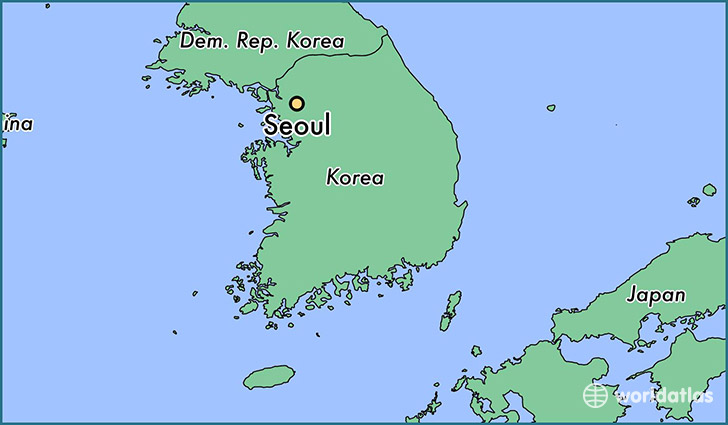 Dem. Rep. Korea
ina
Seoul
Korea
Japan
worldatlas